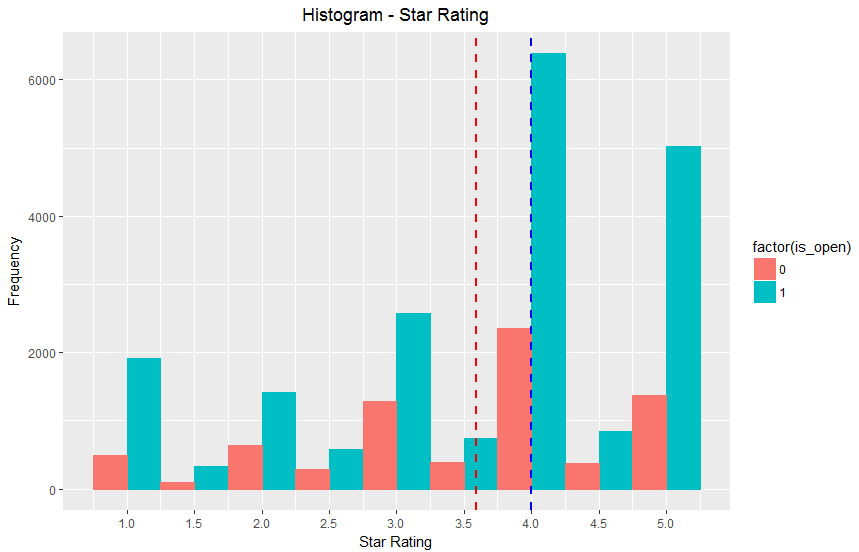 Histogram - Star Rating
6000
4000
2000
0
Frequency
1.0 1.5 2.0 2.5 3.0 3.5 4.0 4.5 5.0
Star Rating
factor(is_open)
0
1